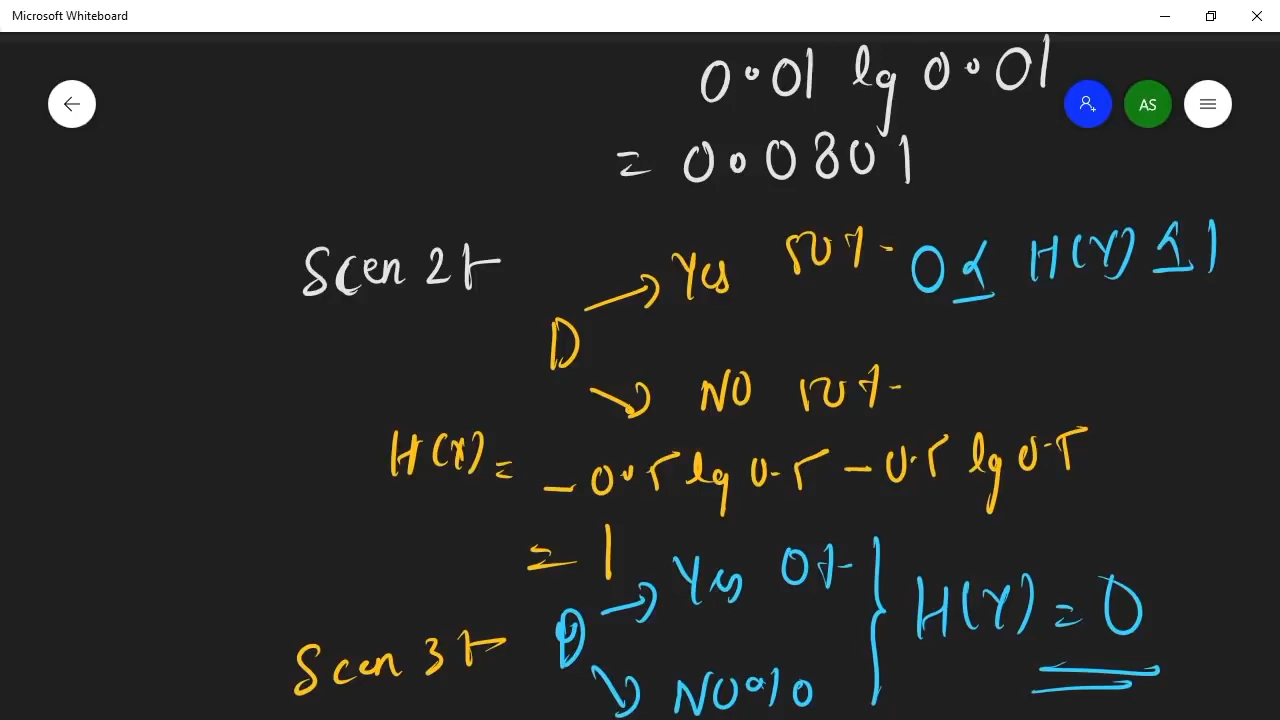 Microsoft Whiteboard
AS
0.01 lg 0.01
= 0.0801
Scen 2:-
Yes 50%
0 ≤ H(Y) ≤ 1
D
NO 50%
H(Y) =
- 0.5 lg 0.5 - 0.5 lg 0.5
= 1
Yes 0%
Scen 3:-
D
H(Y) = 0
NO